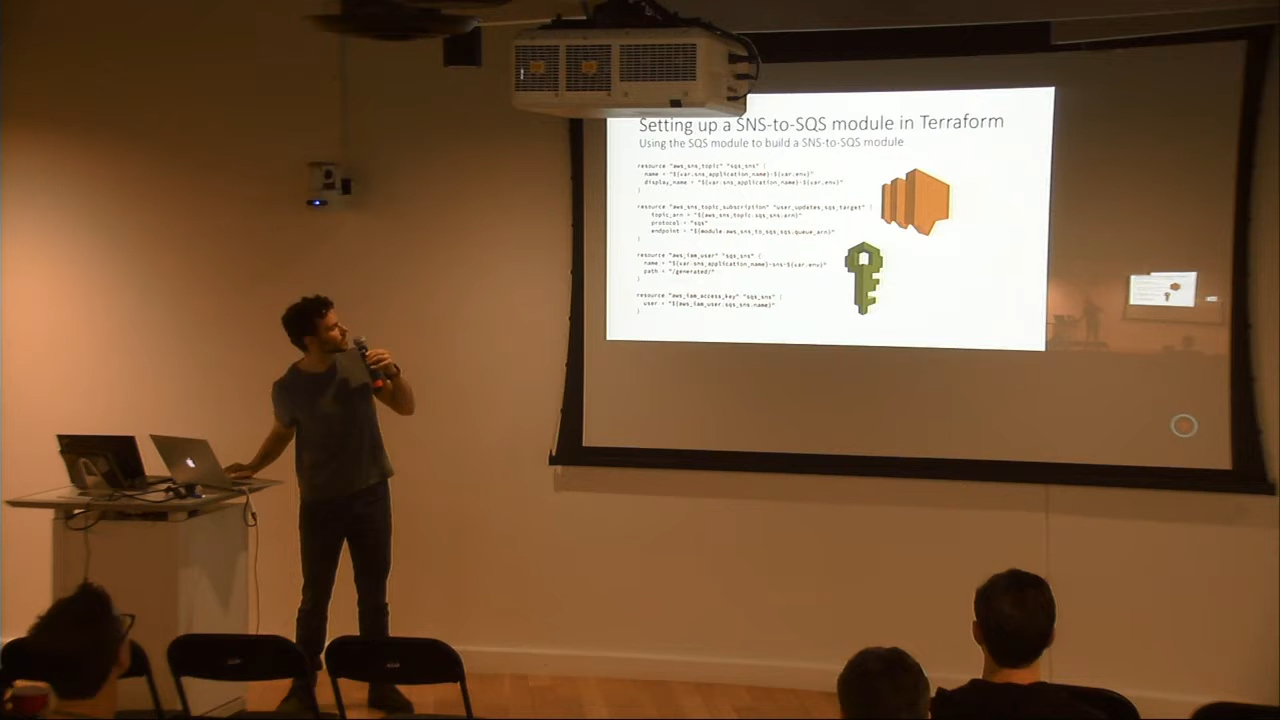 Setting up a SNS-to-SQS module in Terraform
Using the SQS module to build a SNS-to-SQS module
resource "aws_sns_topic" "sqs_sns" {
name = "${var.sns_application_name}-${var.env}"
display_name = "${var.sns_application_name}-${var.env}"
}
resource "aws_sns_topic_subscription" "user_updates_sqs_target" {
topic_arn = "${aws_sns_topic.sqs_sns.arn}"
protocol = "sqs"
endpoint = "${module.aws_sns_to_sqs_sqs.queue_arn}"
}
resource "aws_iam_user" "sqs_sns" {
name = "${var.sns_application_name}-sns-${var.env}"
path = "/generated/"
}
resource "aws_iam_access_key" "sqs_sns" {
user = "${aws_iam_user.sqs_sns.name}"
}